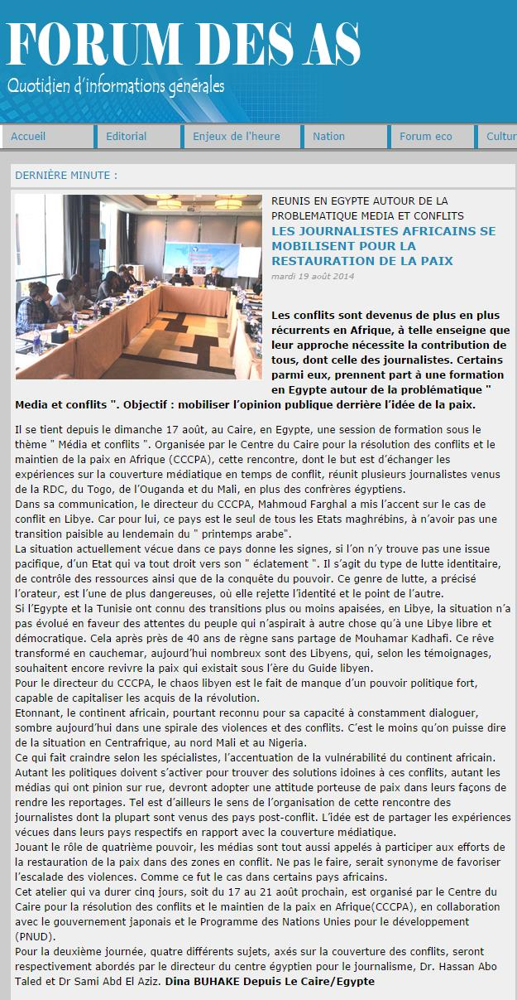 FORUM DES AS
Quotidien d'informations générales
Accueil
Editorial
Enjeux de l'heure
Nation
Forum eco
Cultur
DERNIÈRE MINUTE :
REUNIS EN EGYPTE AUTOUR DE LA
PROBLEMATIQUE MEDIA ET CONFLITS
LES JOURNALISTES AFRICAINS SE
MOBILISENT POUR LA
RESTAURATION DE LA PAIX
mardi 19 août 2014
Les conflits sont devenus de plus en plus
récurrents en Afrique, à telle enseigne que
leur approche nécessite la contribution de
tous, dont celle des journalistes. Certains
parmi eux, prennent part à une formation
en Egypte autour de la problématique "
Media et conflits ". Objectif : mobiliser l'opinion publique derrière l'idée de la paix.
Il se tient depuis le dimanche 17 août, au Caire, en Egypte, une session de formation sous le
thème " Média et conflits ". Organisée par le Centre du Caire pour la résolution des conflits et le
maintien de la paix en Afrique (CCCPA), cette rencontre, dont le but est d'échanger les
expériences sur la couverture médiatique en temps de conflit, réunit plusieurs journalistes venus
de la RDC, du Togo, de l'Ouganda et du Mali, en plus des confrères égyptiens.
Dans sa communication, le directeur du CCCPA, Mahmoud Farghal a mis l'accent sur le cas de
conflit en Libye. Car pour lui, ce pays est le seul de tous les Etats maghrébins, à n'avoir pas une
transition paisible au lendemain du " printemps arabe".
La situation actuellement vécue dans ce pays donne les signes, si l'on n'y trouve pas une issue
pacifique, d'un Etat qui va tout droit vers son " éclatement ". Il s'agit du type de lutte identitaire,
de contrôle des ressources ainsi que de la conquête du pouvoir. Ce genre de lutte, a précisé
l'orateur, est l'une de plus dangereuses, où elle rejette l'identité et le point de l'autre.
Si l'Egypte et la Tunisie ont connu des transitions plus ou moins apaisées, en Libye, la situation n'a
pas évolué en faveur des attentes du peuple qui n'aspirait à autre chose qu'à une Libye libre et
démocratique. Cela après près de 40 ans de règne sans partage de Mouhamar Kadhafi. Ce rêve
transformé en cauchemar, aujourd'hui nombreux sont des Libyens, qui, selon les témoignages,
souhaitent encore revivre la paix qui existait sous l'ère du Guide libyen.
Pour le directeur du CCCPA, le chaos libyen est le fait de manque d'un pouvoir politique fort,
capable de capitaliser les acquis de la révolution.
Etonnant, le continent africain, pourtant reconnu pour sa capacité à constamment dialoguer,
sombre aujourd'hui dans une spirale des violences et des conflits. C'est le moins qu'on puisse dire
de la situation en Centrafrique, au nord Mali et au Nigeria.
Ce qui fait craindre selon les spécialistes, l'accentuation de la vulnérabilité du continent africain.
Autant les politiques doivent s'activer pour trouver des solutions idoines à ces conflits, autant les
médias qui ont pinion sur rue, devront adopter une attitude porteuse de paix dans leurs façons de
rendre les reportages. Tel est d'ailleurs le sens de l'organisation de cette rencontre des
journalistes dont la plupart sont venus des pays post-conflit. L'idée est de partager les expériences
vécues dans leurs pays respectifs en rapport avec la couverture médiatique.
Jouant le rôle de quatrième pouvoir, les médias sont tout aussi appelés à participer aux efforts de
la restauration de la paix dans des zones en conflit. Ne pas le faire, serait synonyme de favoriser
l'escalade des violences. Comme ce fut le cas dans certains pays africains.
Cet atelier qui va durer cinq jours, soit du 17 au 21 août prochain, est organisé par le Centre du
Caire pour la résolution des conflits et le maintien de la paix en Afrique(CCCPA), en collaboration
avec le gouvernement japonais et le Programme des Nations Unies pour le développement
(PNUD).
Pour la deuxième journée, quatre différents sujets, axés sur la couverture des conflits, seront
respectivement abordés par le directeur du centre égyptien pour le journalisme, Dr. Hassan Abo
Taled et Dr Sami Abd El Aziz. Dina BUHAKE Depuis Le Caire/Egypte